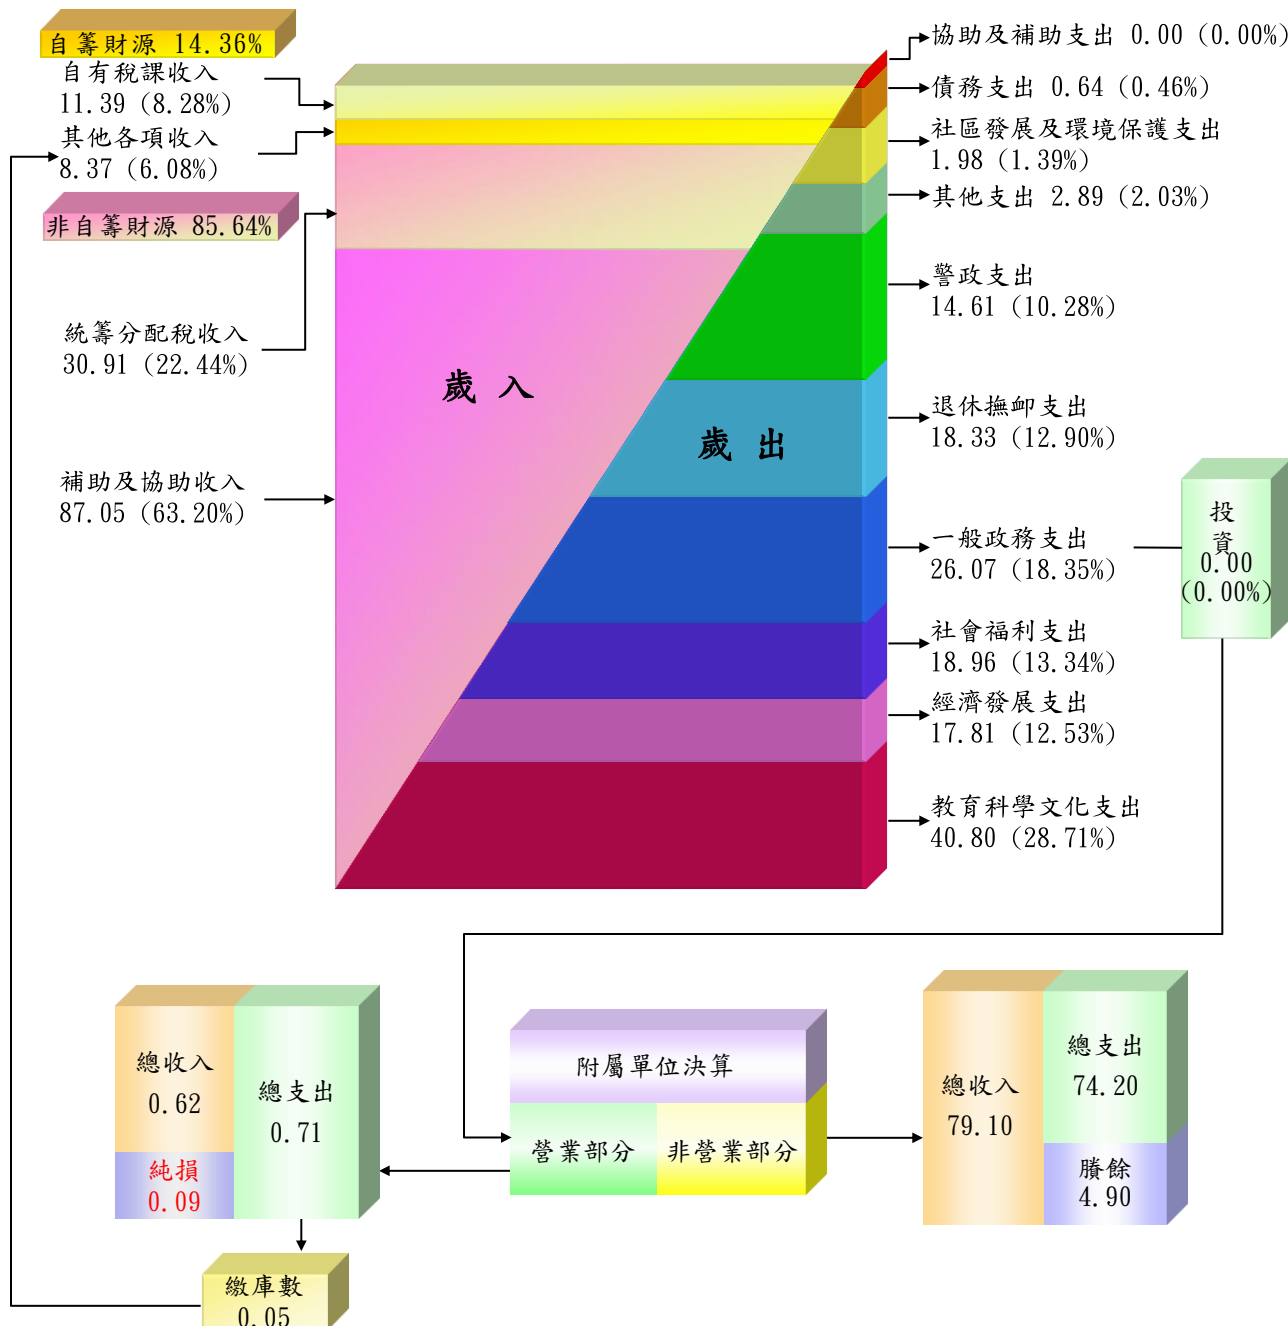 自籌財源 14.36%
自有稅課收入
11.39 (8.28%)
其他各項收入
8.37 (6.08%)
非自籌財源 85.64%
統籌分配稅收入
30.91 (22.44%)
補助及協助收入
87.05 (63.20%)
歲 入
歲 出
協助及補助支出 0.00 (0.00%)
債務支出 0.64 (0.46%)
社區發展及環境保護支出
1.98 (1.39%)
其他支出 2.89 (2.03%)
警政支出
14.61 (10.28%)
退休撫卹支出
18.33 (12.90%)
一般政務支出
26.07 (18.35%)
社會福利支出
18.96 (13.34%)
經濟發展支出
17.81 (12.53%)
教育科學文化支出
40.80 (28.71%)
投
資
0.00
(0.00%)
總收入
0.62
純損
0.09
總支出
0.71
繳庫數
0.05
附屬單位決算
營業部分
非營業部分
總收入
79.10
總支出
74.20
賸餘
4.90